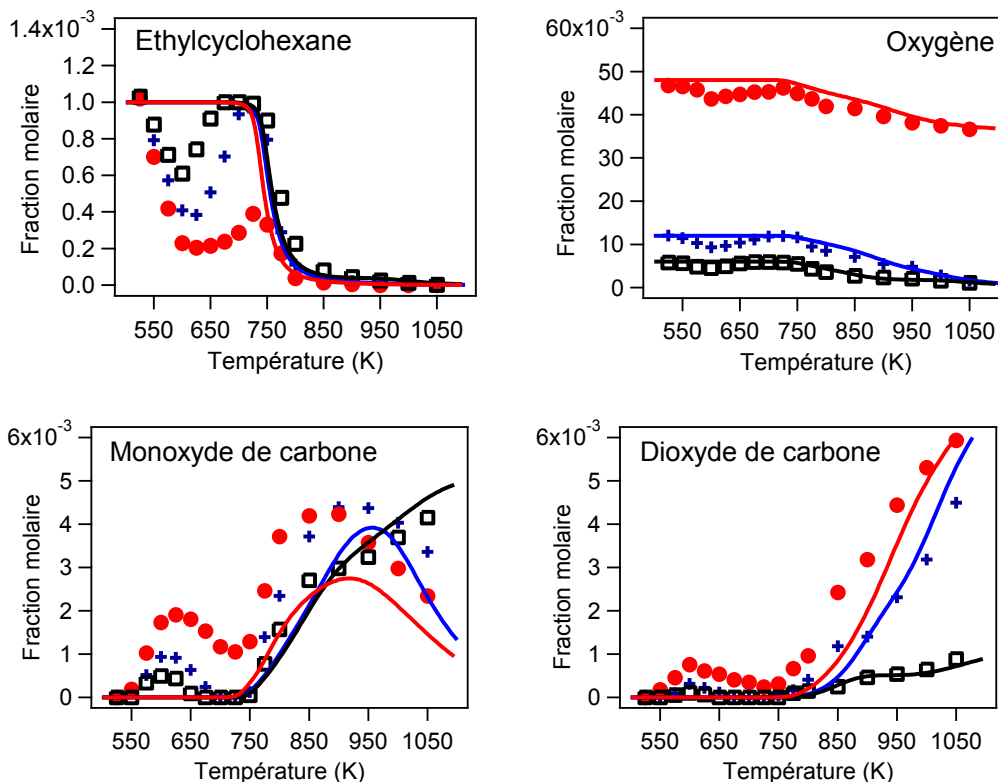 1.4x10-3
Ethylcyclohexane
1.2
1.0
0.8
0.6
0.4
0.2
0.0
Fraction molaire
550 650 750 850 950 1050
Température (K)
60x10-3
Oxygène
50
40
30
20
10
0
Fraction molaire
550 650 750 850 950 1050
Température (K)
6x10-3
Monoxyde de carbone
5
4
3
2
1
0
Fraction molaire
550 650 750 850 950 1050
Température (K)
6x10-3
Dioxyde de carbone
5
4
3
2
1
0
Fraction molaire
550 650 750 850 950 1050
Température (K)